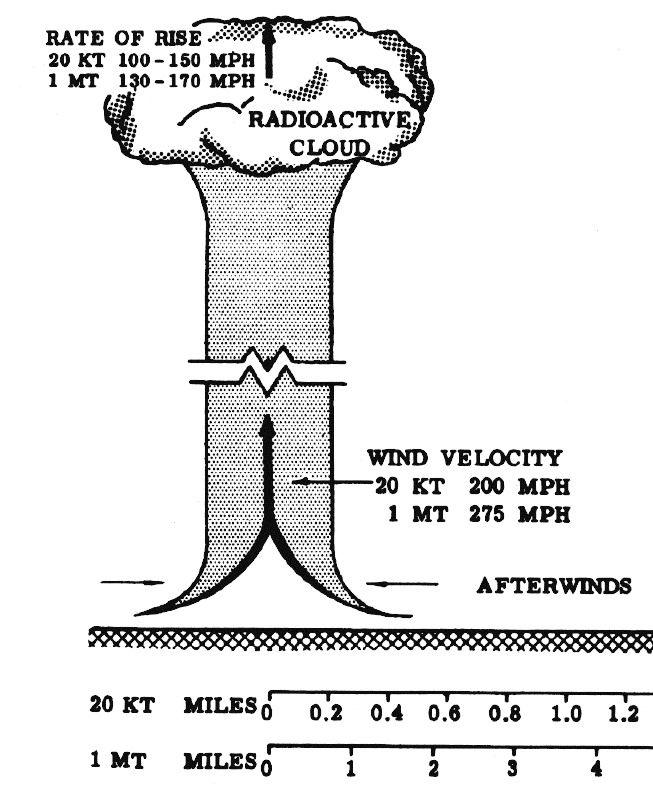 RATE OF RISE
20 KT 100-150 MPH
1 MT 130-170 MPH
RADIOACTIVE
CLOUD
WIND VELOCITY
20 KT 200 MPH
1 MT 275 MPH
AFTERWINDS
20 KT MILES 0 0.2 0.4 0.6 0.8 1.0 1.2
1 MT MILES 0 1 2 3 4